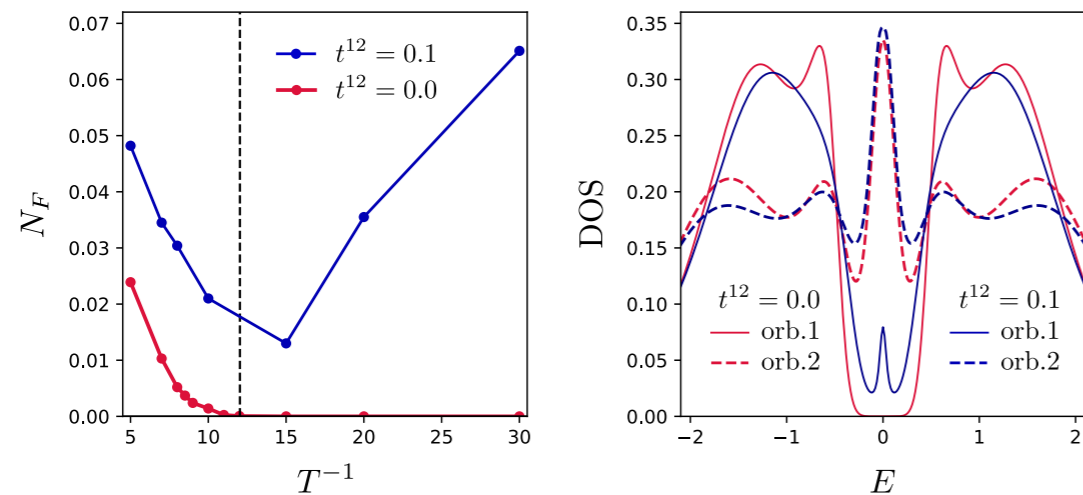 0.07
0.06
0.05
0.04
0.03
0.02
0.01
0.00
N_F
t^{12} = 0.1
t^{12} = 0.0
5 10 15 20 25 30
T^{-1}
0.35
0.30
0.25
0.20
0.15
0.10
0.05
0.00
DOS
t^{12} = 0.0 t^{12} = 0.1
orb.1 orb.1
orb.2 orb.2
−2 −1 0 1 2
E